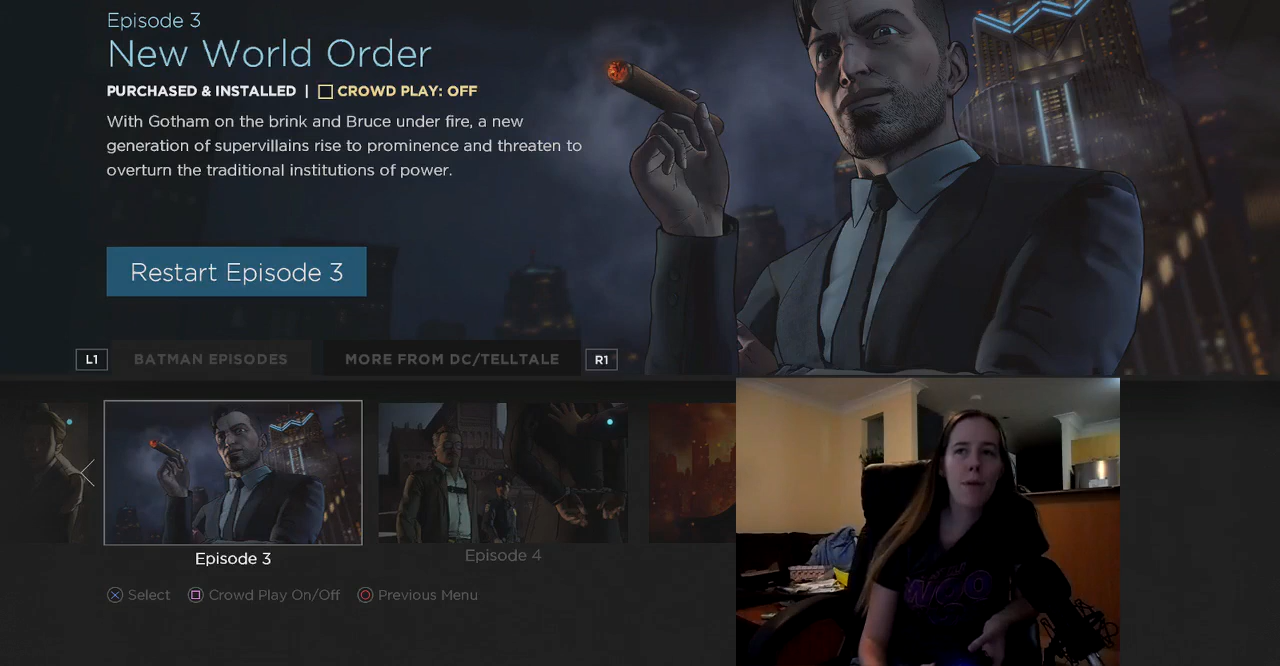 Episode 3
New World Order
PURCHASED & INSTALLED | CROWD PLAY: OFF
With Gotham on the brink and Bruce under fire, a new
generation of supervillains rise to prominence and threaten to
overturn the traditional institutions of power.
Restart Episode 3
L1 BATMAN EPISODES MORE FROM DC/TELLTALE R1
Episode 3
Episode 4
Select Crowd Play On/Off Previous Menu